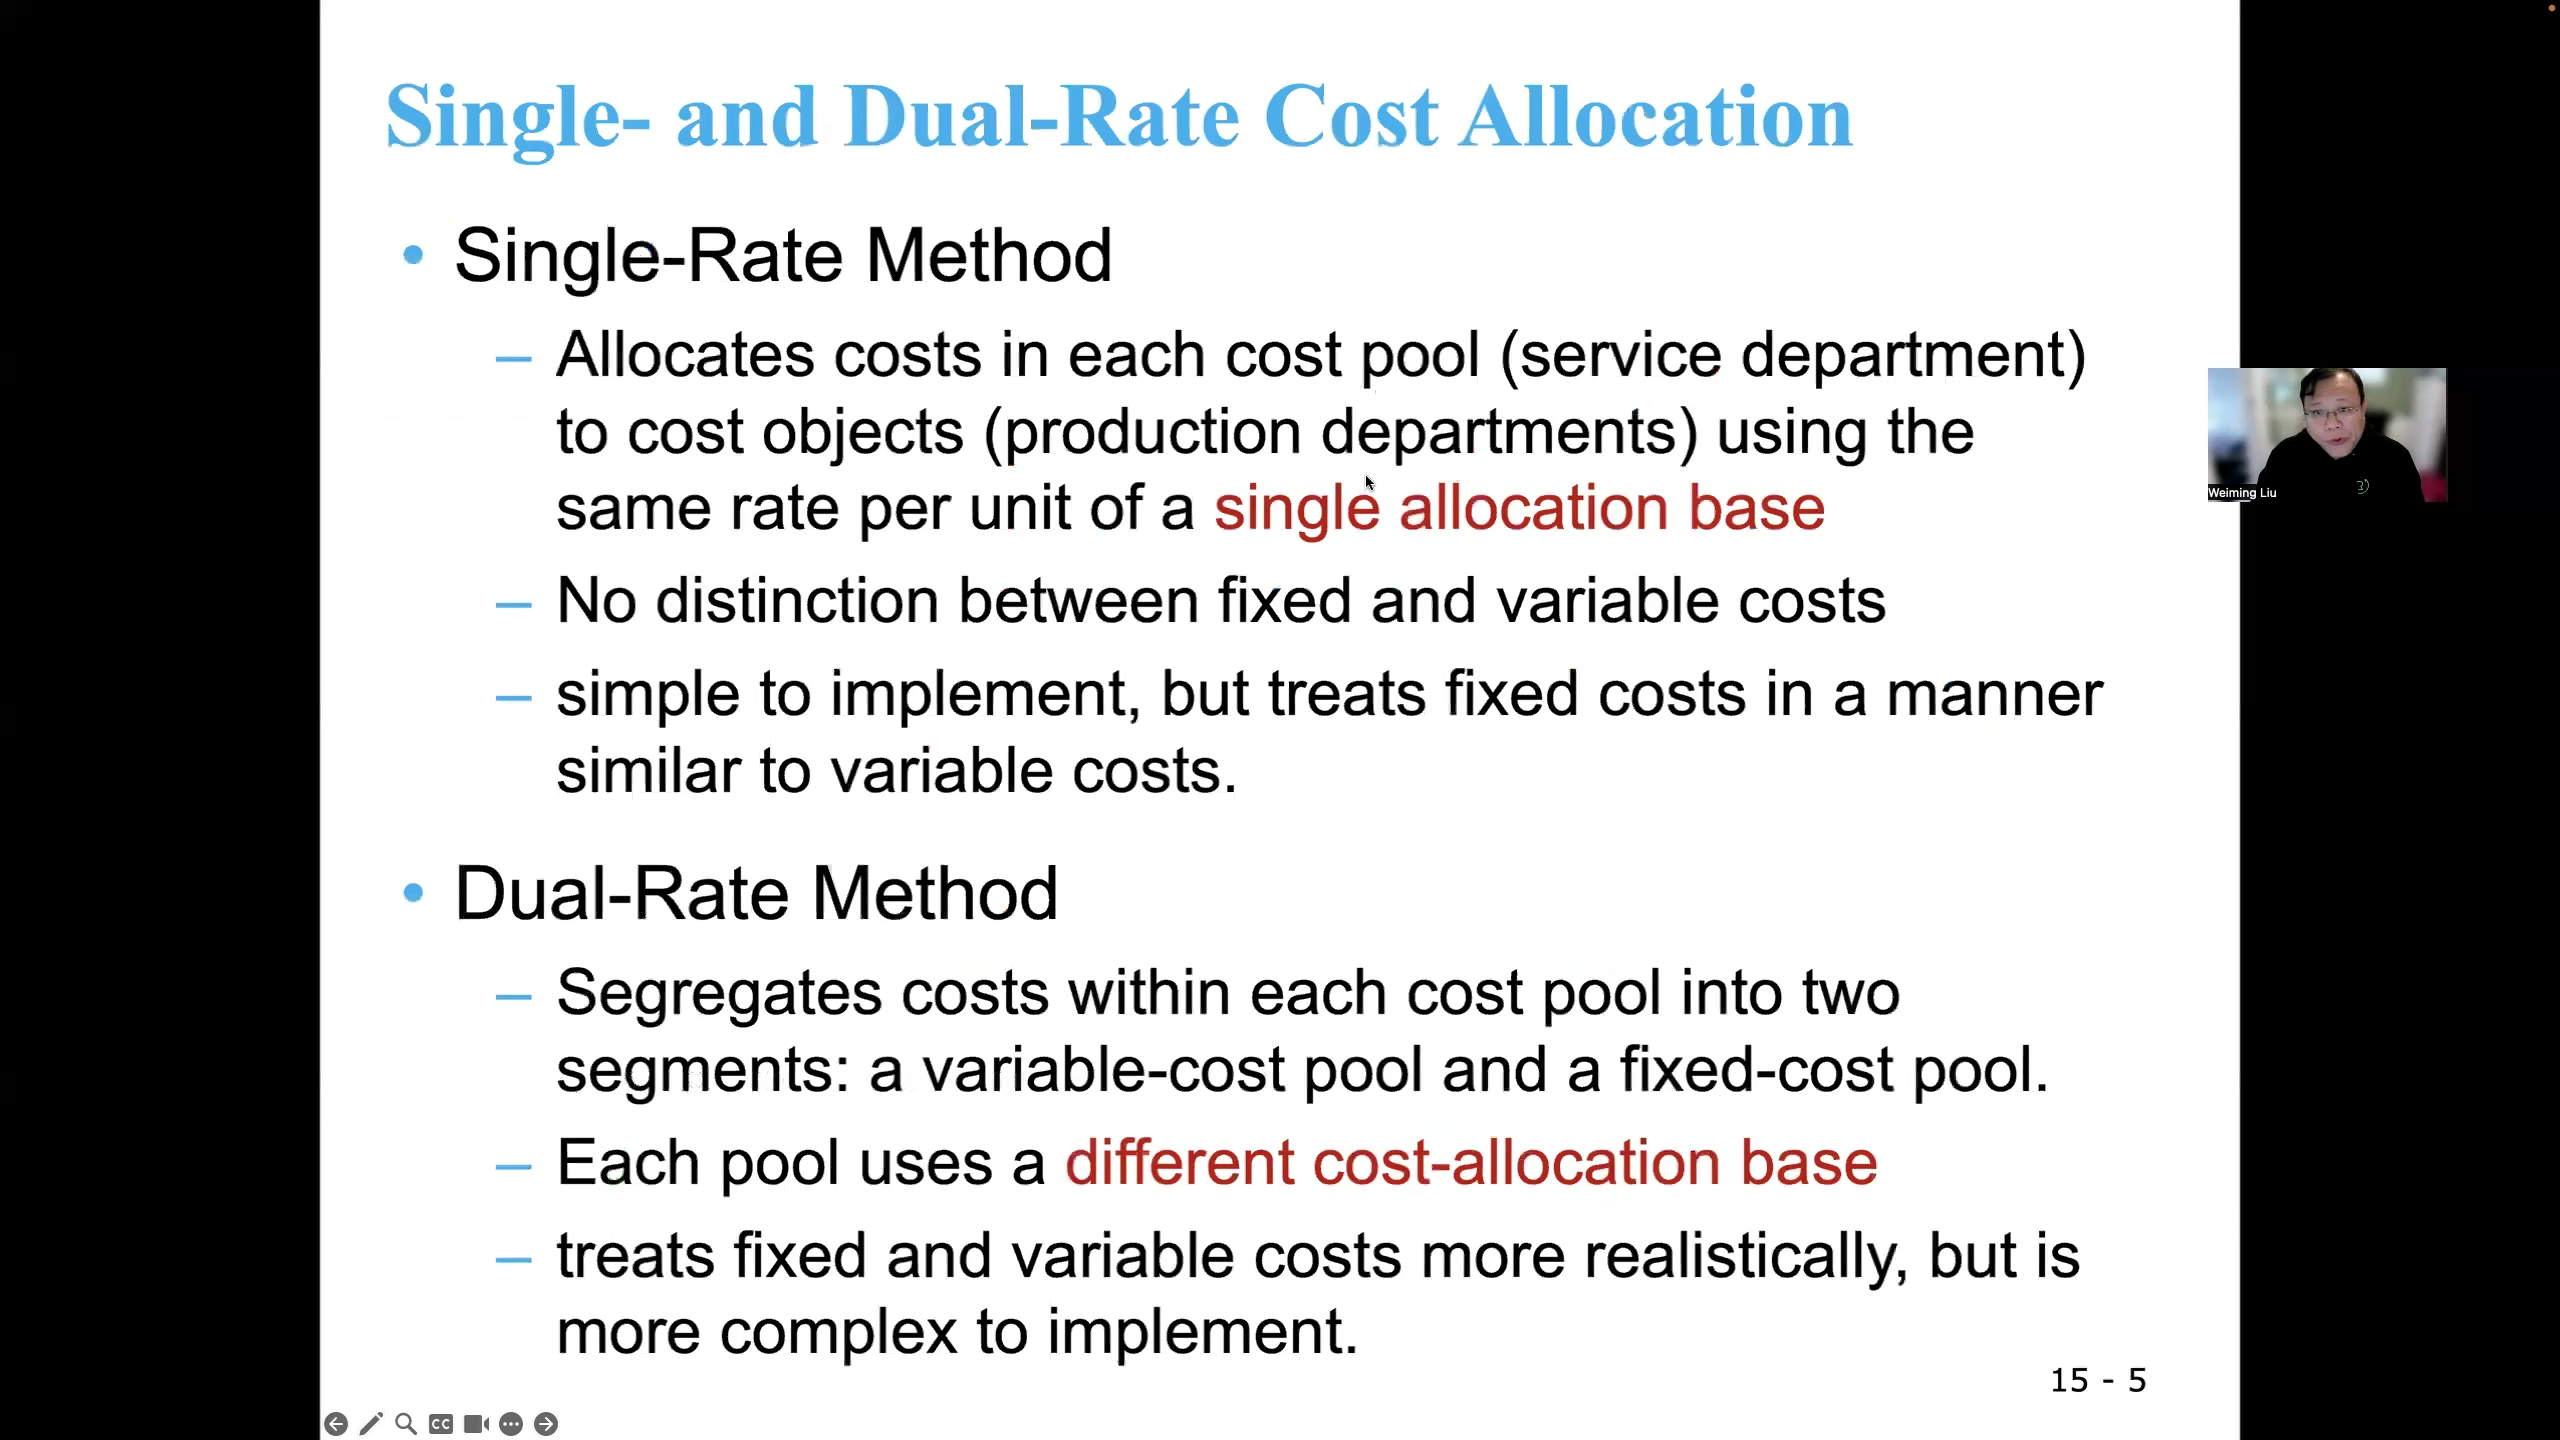 Single- and Dual-Rate Cost Allocation
• Single-Rate Method
– Allocates costs in each cost pool (service department)
to cost objects (production departments) using the
same rate per unit of a single allocation base
– No distinction between fixed and variable costs
– simple to implement, but treats fixed costs in a manner
similar to variable costs.
• Dual-Rate Method
– Segregates costs within each cost pool into two
segments: a variable-cost pool and a fixed-cost pool.
– Each pool uses a different cost-allocation base
– treats fixed and variable costs more realistically, but is
more complex to implement.
15 - 5
Weiming Liu
CC